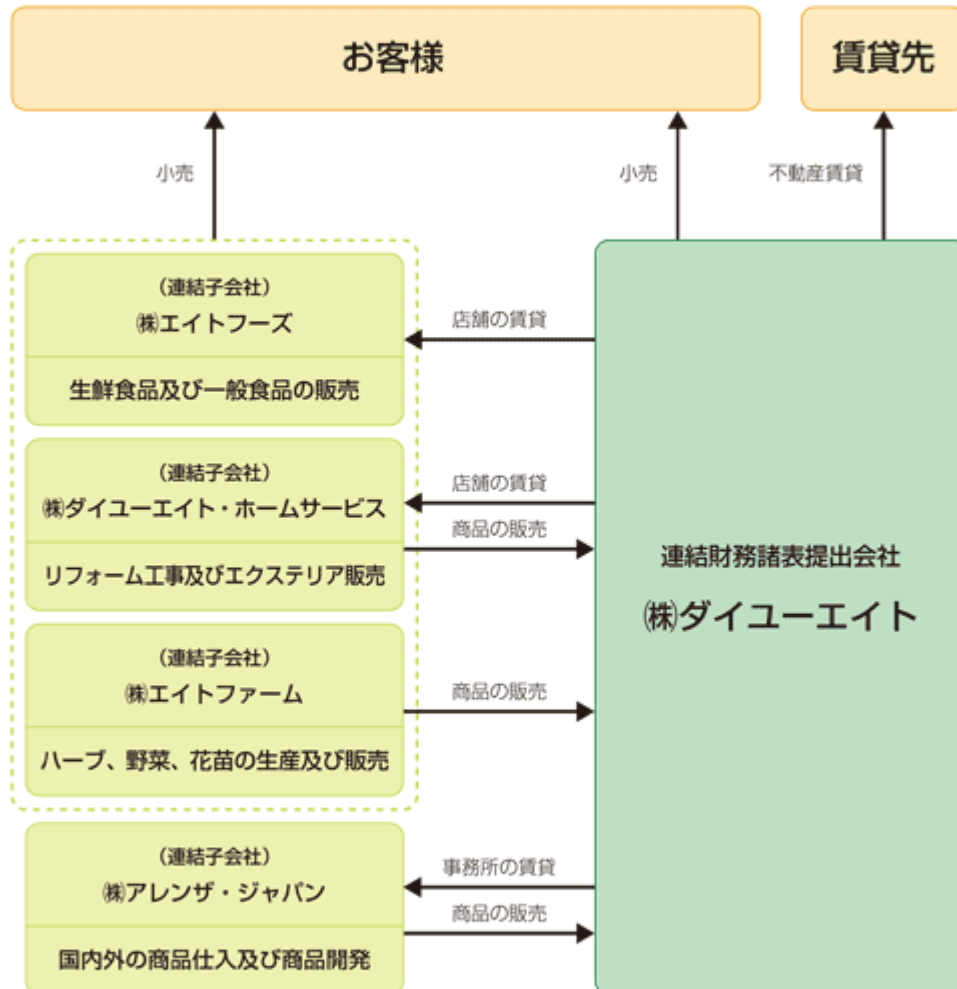 お客様
賃貸先
小売
小売
不動産賃貸
(連結子会社)
㈱エイトフーズ
生鮮食品及び一般食品の販売
店舗の賃貸
(連結子会社)
㈱ダイユーエイト・ホームサービス
リフォーム工事及びエクステリア販売
店舗の賃貸
商品の販売
(連結子会社)
㈱エイトファーム
ハーブ、野菜、花苗の生産及び販売
商品の販売
(連結子会社)
㈱アレンザ・ジャパン
国内外の商品仕入及び商品開発
事務所の賃貸
商品の販売
連結財務諸表提出会社
㈱ダイユーエイト